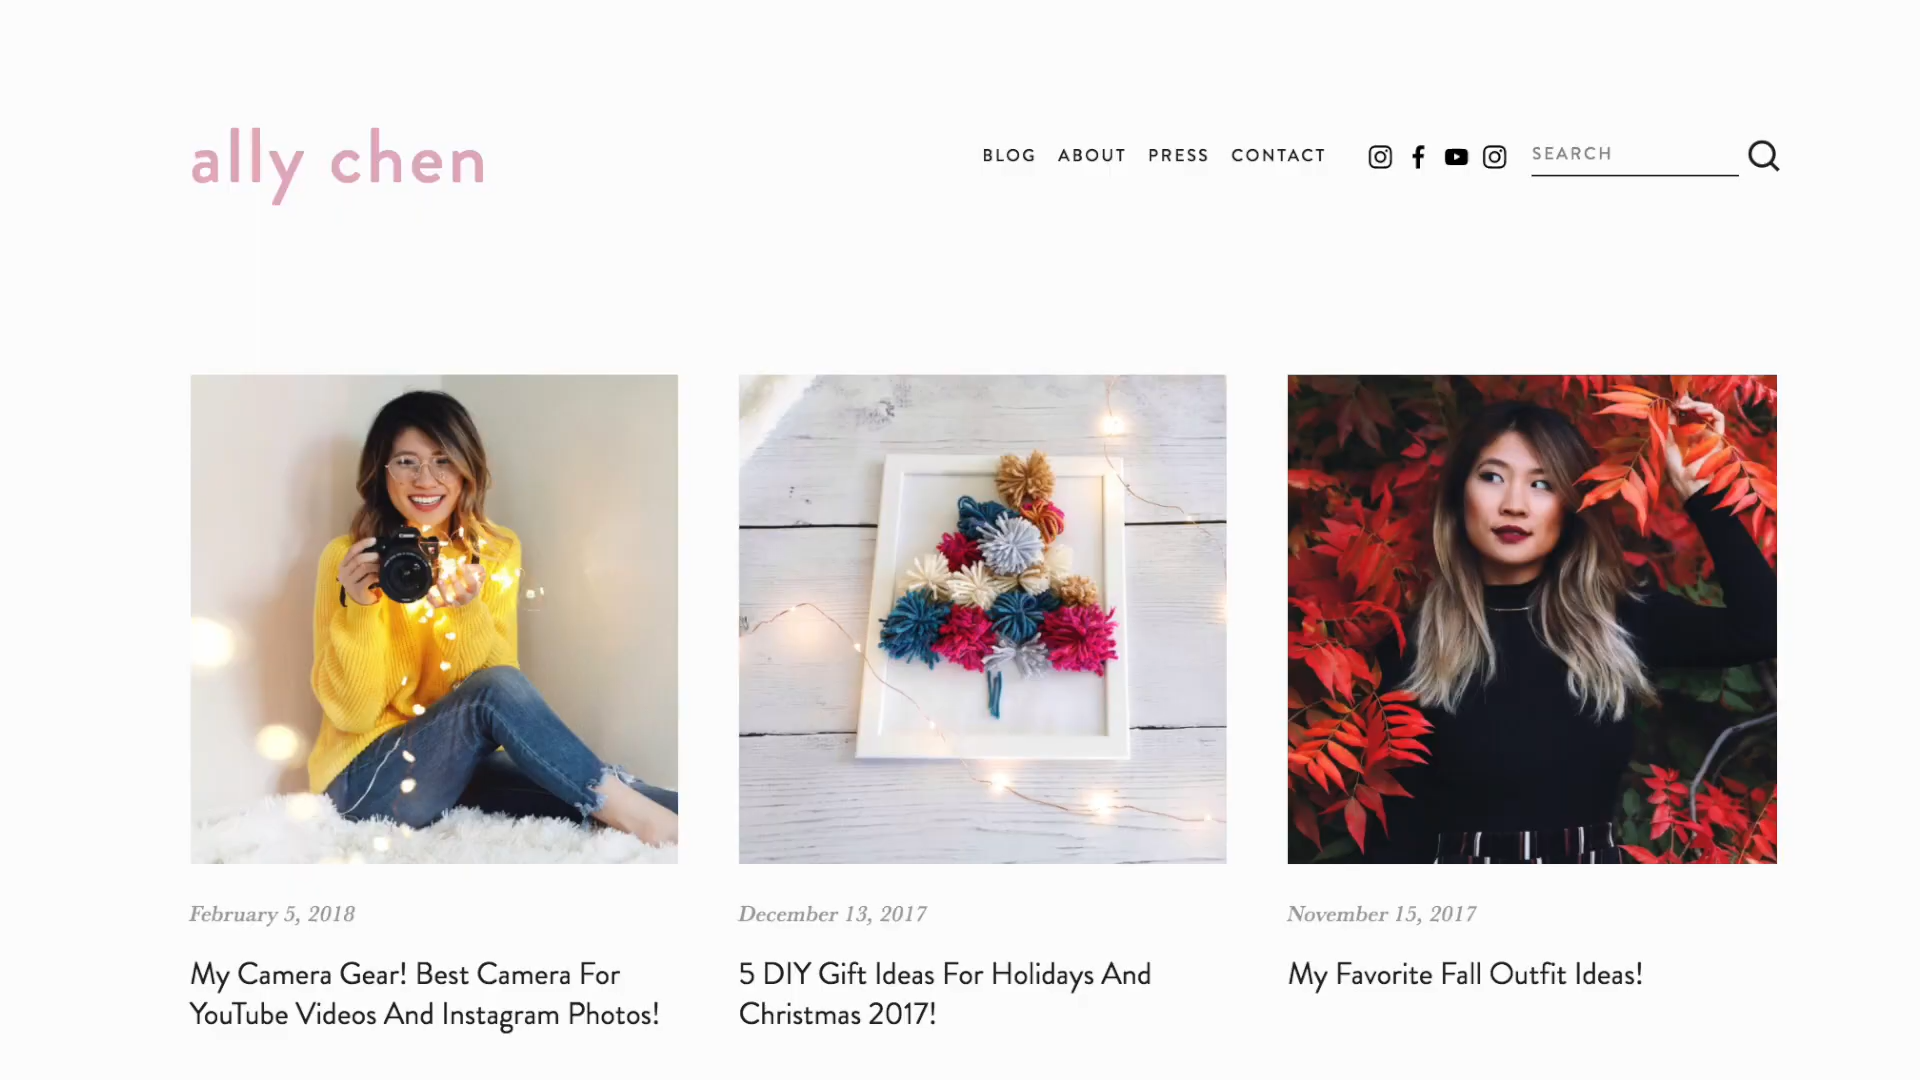 ally chen
BLOG ABOUT PRESS CONTACT SEARCH
February 5, 2018
My Camera Gear! Best Camera For
YouTube Videos And Instagram Photos!
December 13, 2017
5 DIY Gift Ideas For Holidays And
Christmas 2017!
November 15, 2017
My Favorite Fall Outfit Ideas!